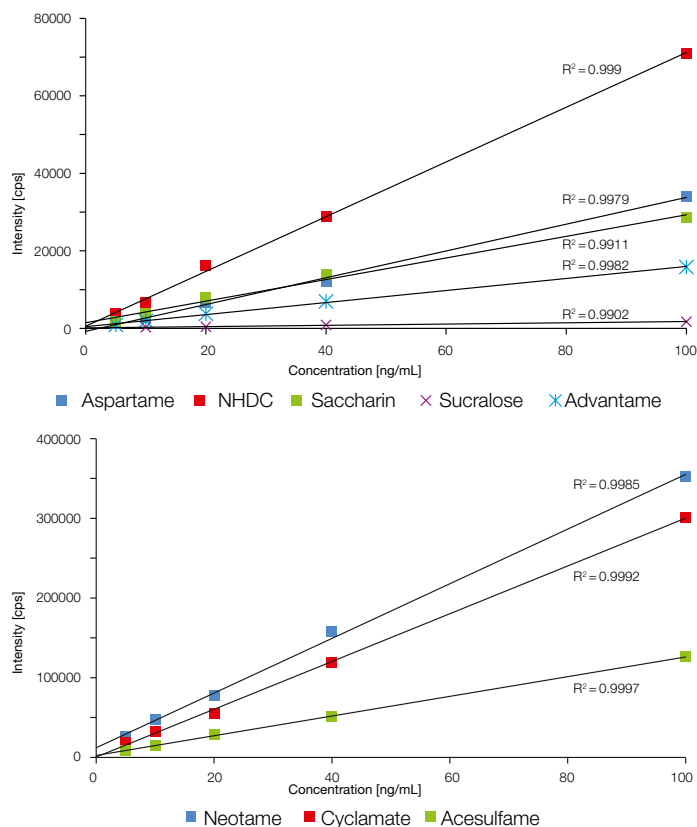 80000
R² = 0.999
60000
Intensity [cps]
40000
R² = 0.9979
20000
R² = 0.9911
R² = 0.9982
R² = 0.9902
0
0 20 40 60 80 100
Concentration [ng/mL]
Aspartame NHDC Saccharin Sucralose Advantame
400000
R² = 0.9985
300000
R² = 0.9992
Intensity [cps]
200000
100000
R² = 0.9997
0
0 20 40 60 80 100
Concentration [ng/mL]
Neotame Cyclamate Acesulfame